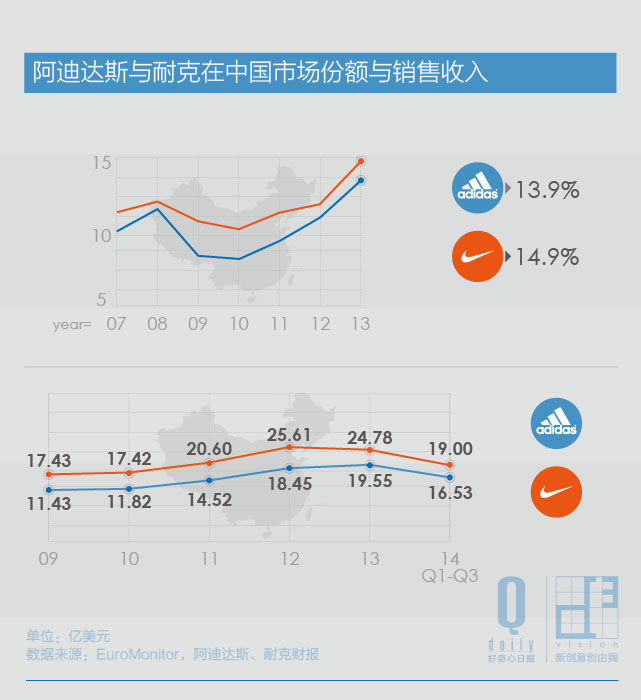 阿迪达斯与耐克在中国市场份额与销售收入
15
10
5
year= 07 08 09 10 11 12 13
adidas 13.9%
14.9%
17.43 17.42 20.60 25.61 24.78 19.00
11.43 11.82 14.52 18.45 19.55 16.53
09 10 11 12 13 14
Q1-Q3
adidas
Q
daily
好奇心日报
d3
vision
新创意创由我
单位：亿美元
数据来源：EuroMonitor，阿迪达斯、耐克财报